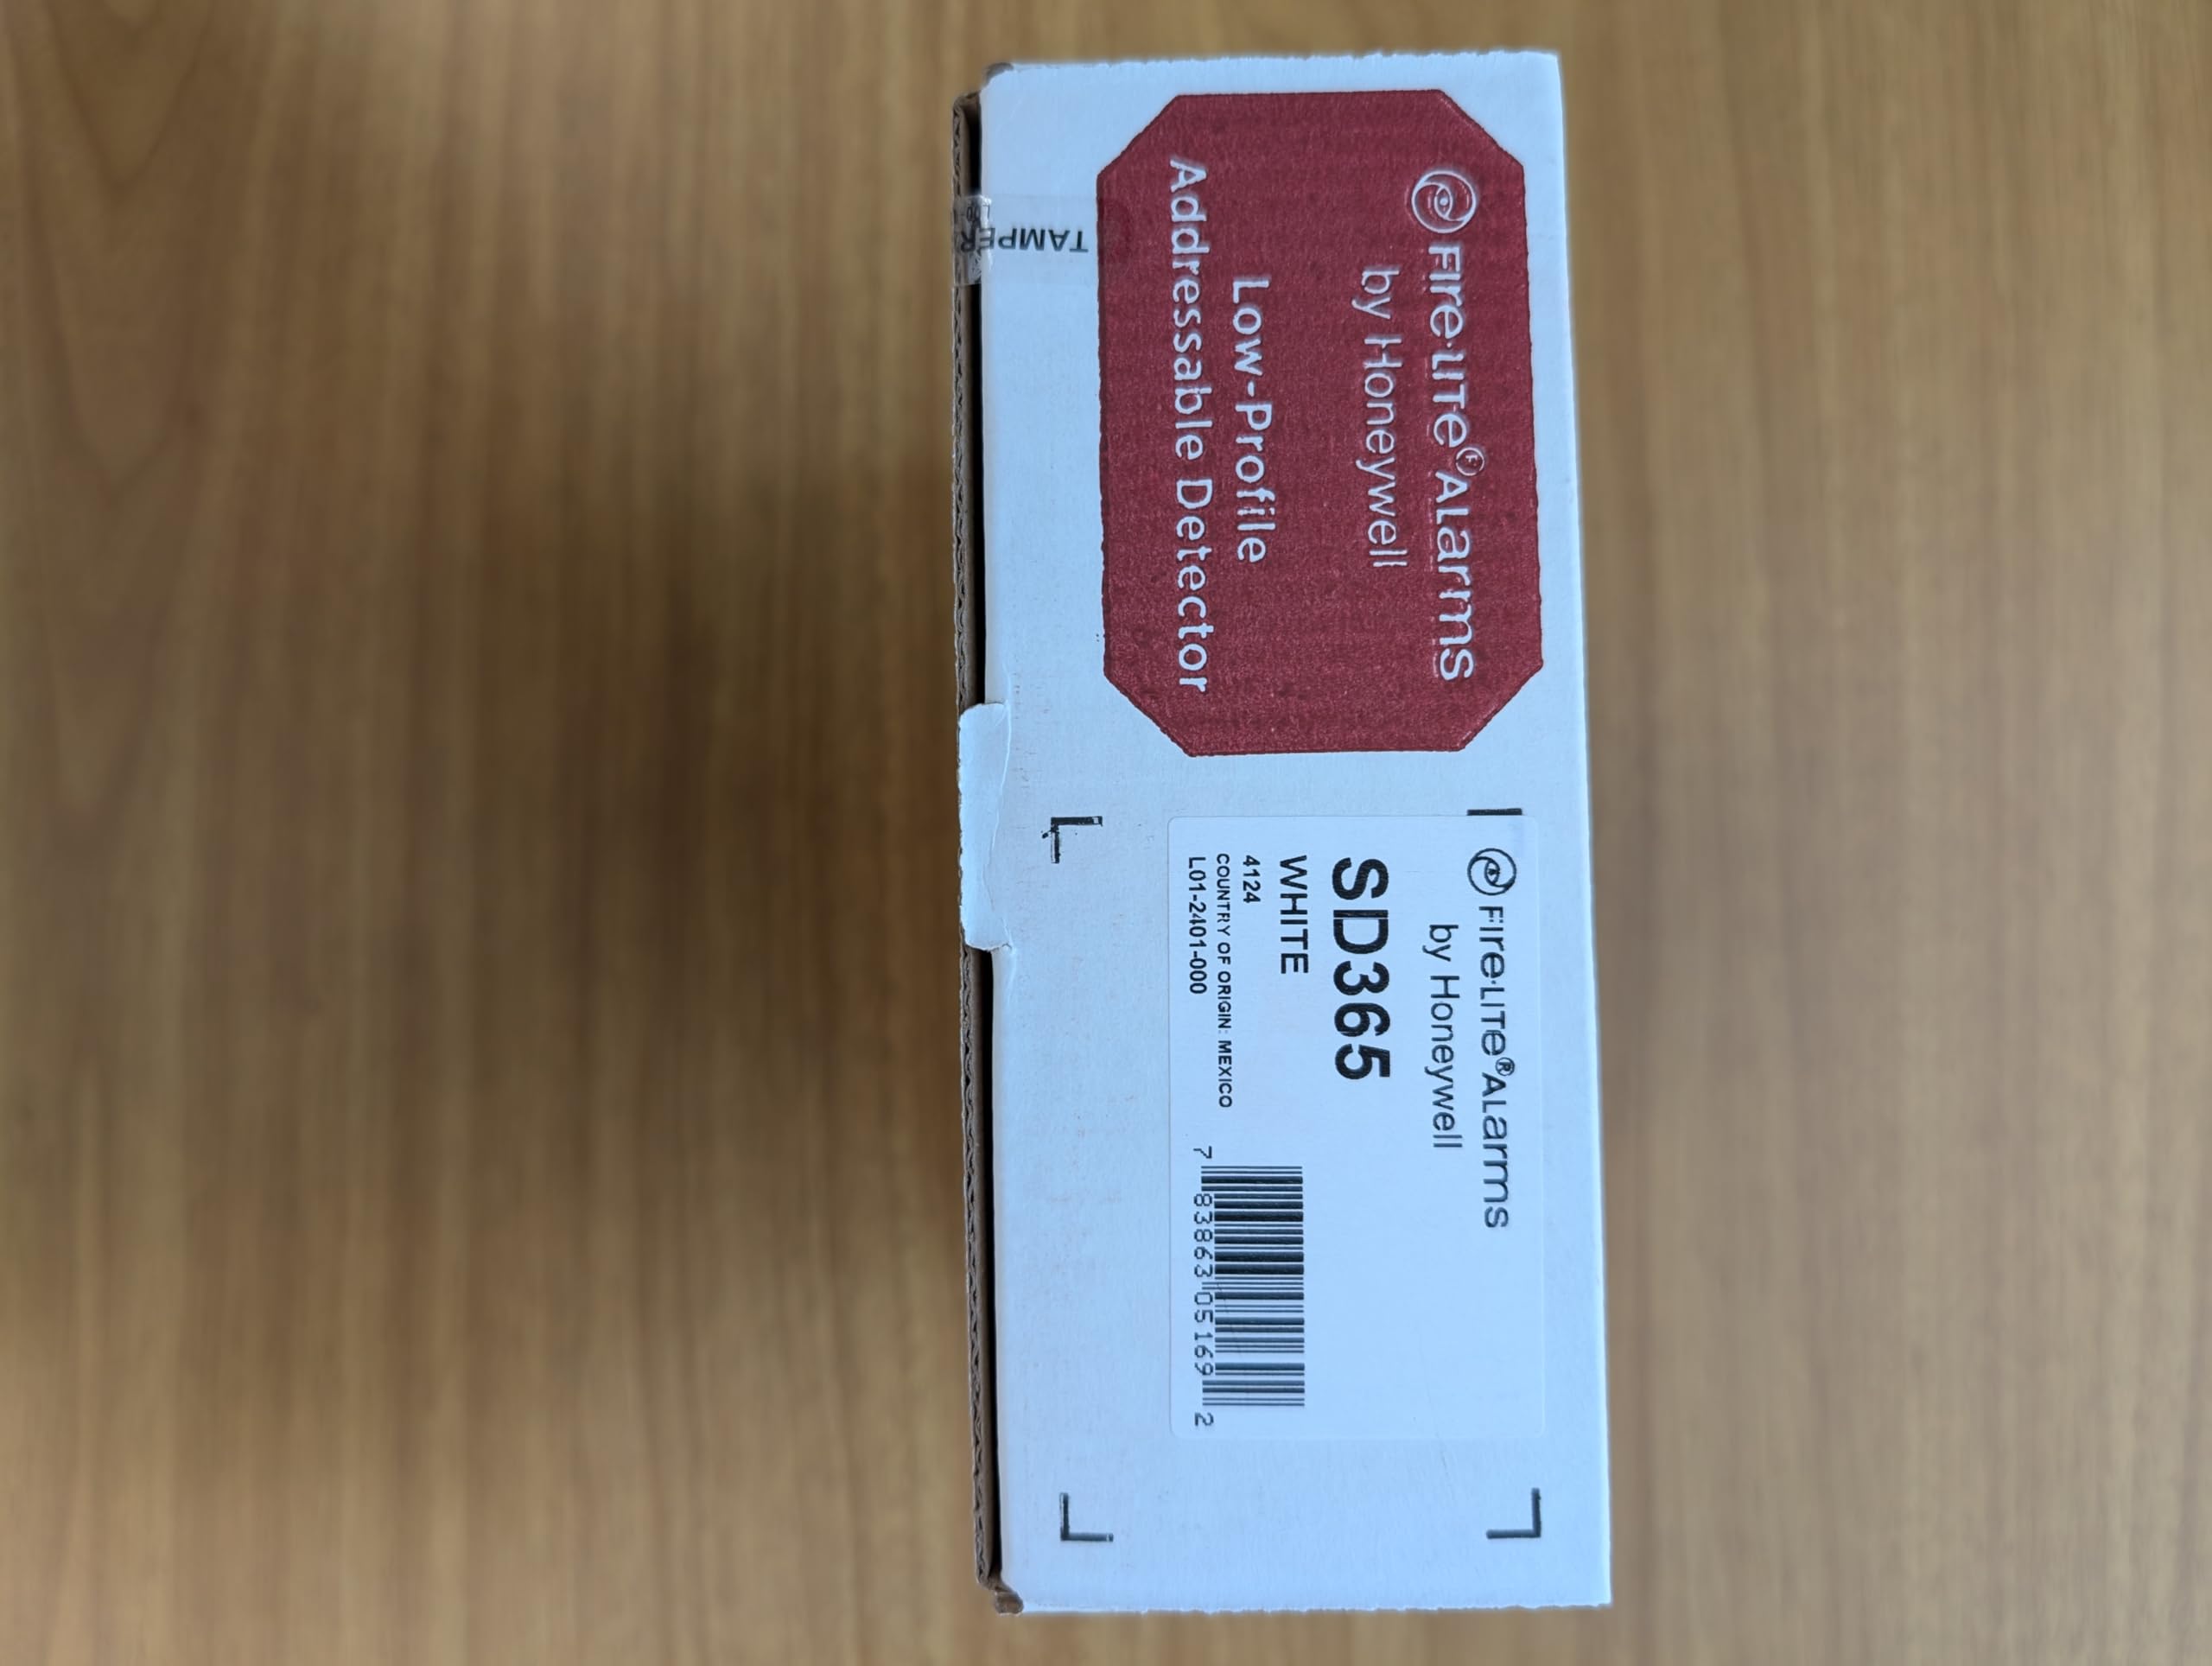 Fire·Lite® Alarms
by Honeywell
Low-Profile
Addressable Detector
TAMPER
Fire·Lite® Alarms
by Honeywell
SD365
WHITE
4124
COUNTRY OF ORIGIN: MEXICO
L01-2401-000
7 83863 05169 2